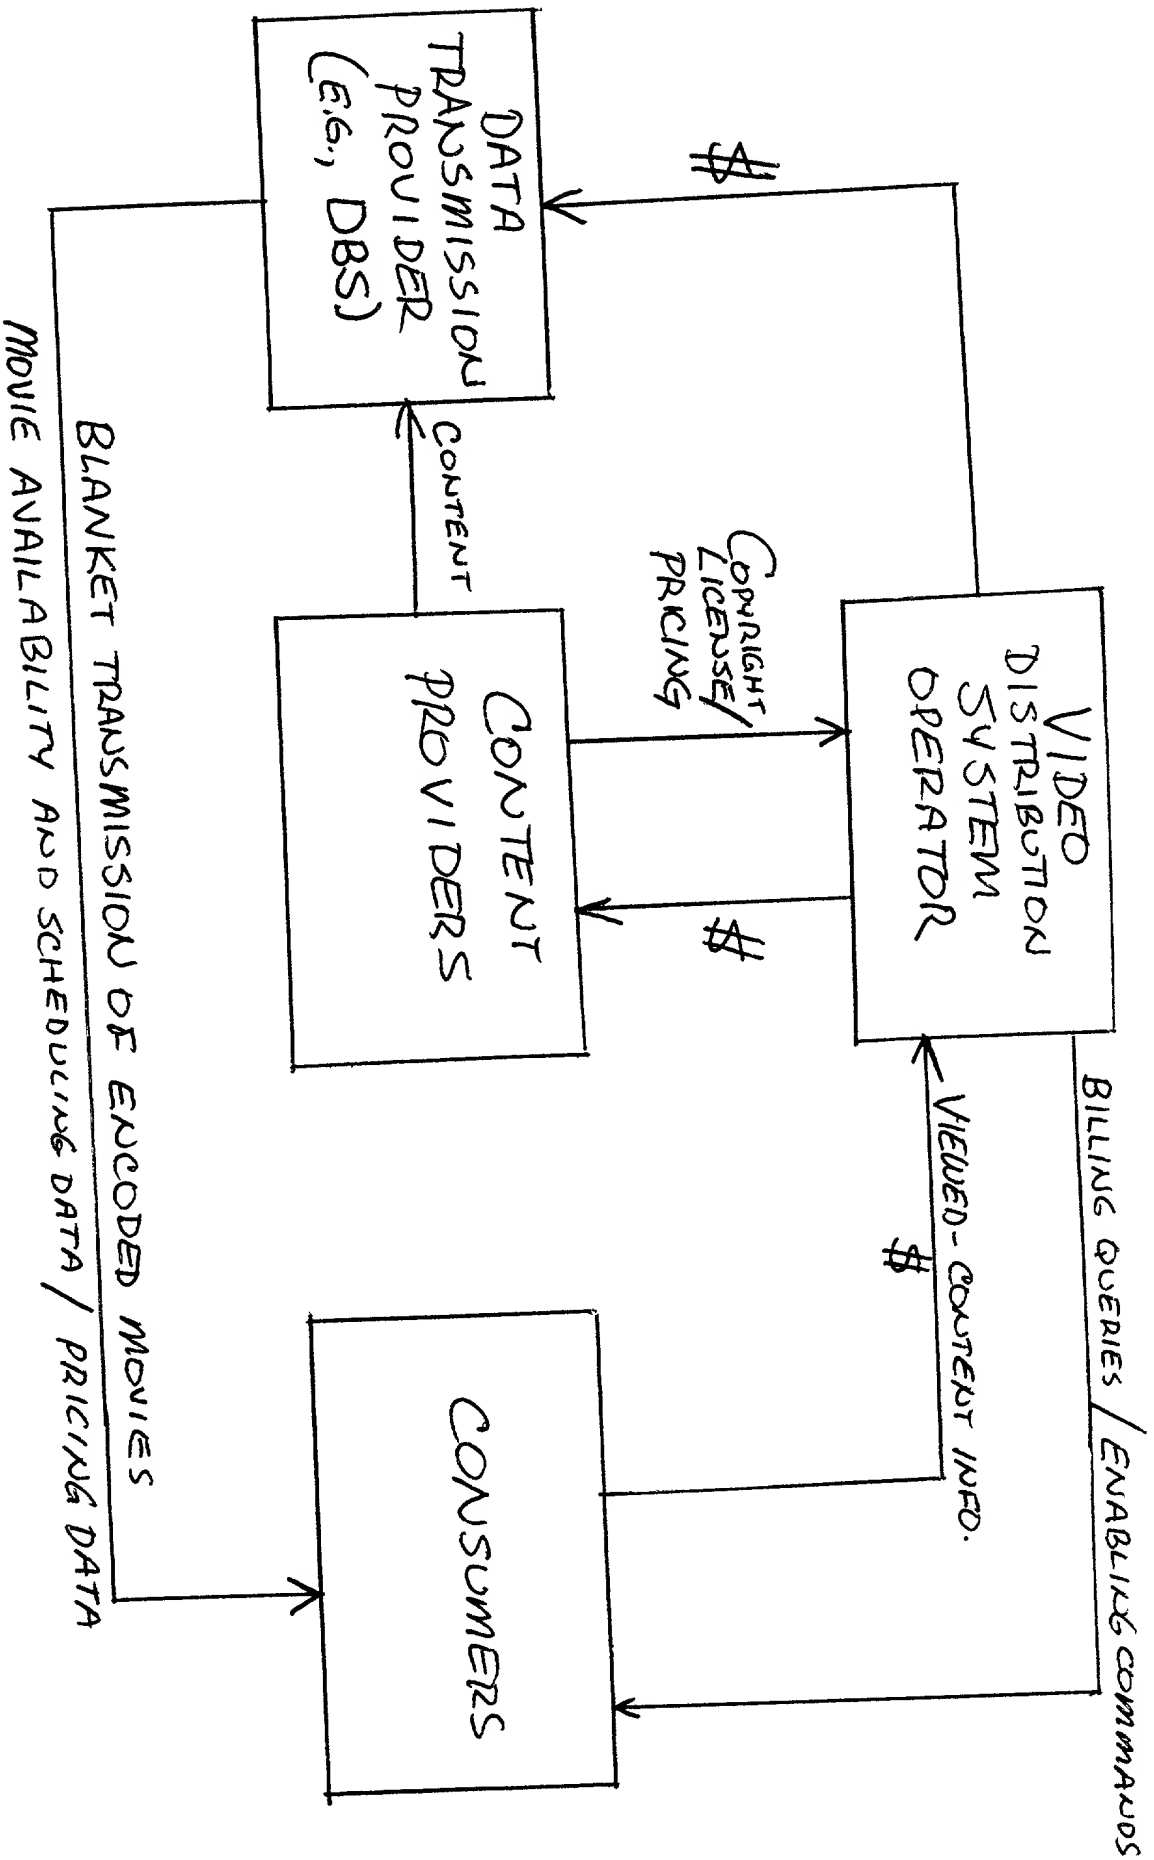 BILLING QUERIES / ENABLING COMMANDS
VIDEO
DISTRIBUTION
SYSTEM
OPERATOR
VIEWED-CONTENT INFO.
$
$
COPYRIGHT
LICENSE/
PRICING
$
DATA
TRANSMISSION
PROVIDER
(E.G., DBS)
CONTENT
CONTENT
PROVIDERS
CONSUMERS
BLANKET TRANSMISSION OF ENCODED MOVIES
MOVIE AVAILABILITY AND SCHEDULING DATA / PRICING DATA